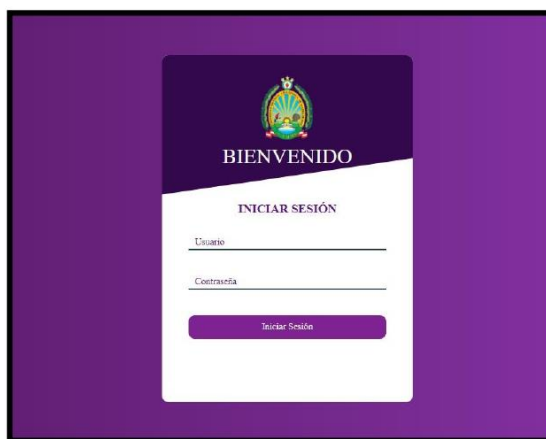 BIENVENIDO
INICIAR SESIÓN
Usuario
Contraseña
Iniciar Sesión